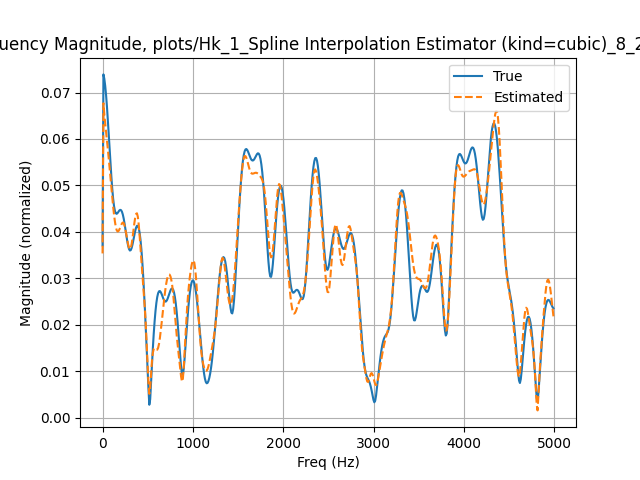 uency Magnitude, plots/Hk_1_Spline Interpolation Estimator (kind=cubic)_8_2
True
Estimated
Magnitude (normalized)
0.07
0.06
0.05
0.04
0.03
0.02
0.01
0.00
0
1000
2000
3000
4000
5000
Freq (Hz)